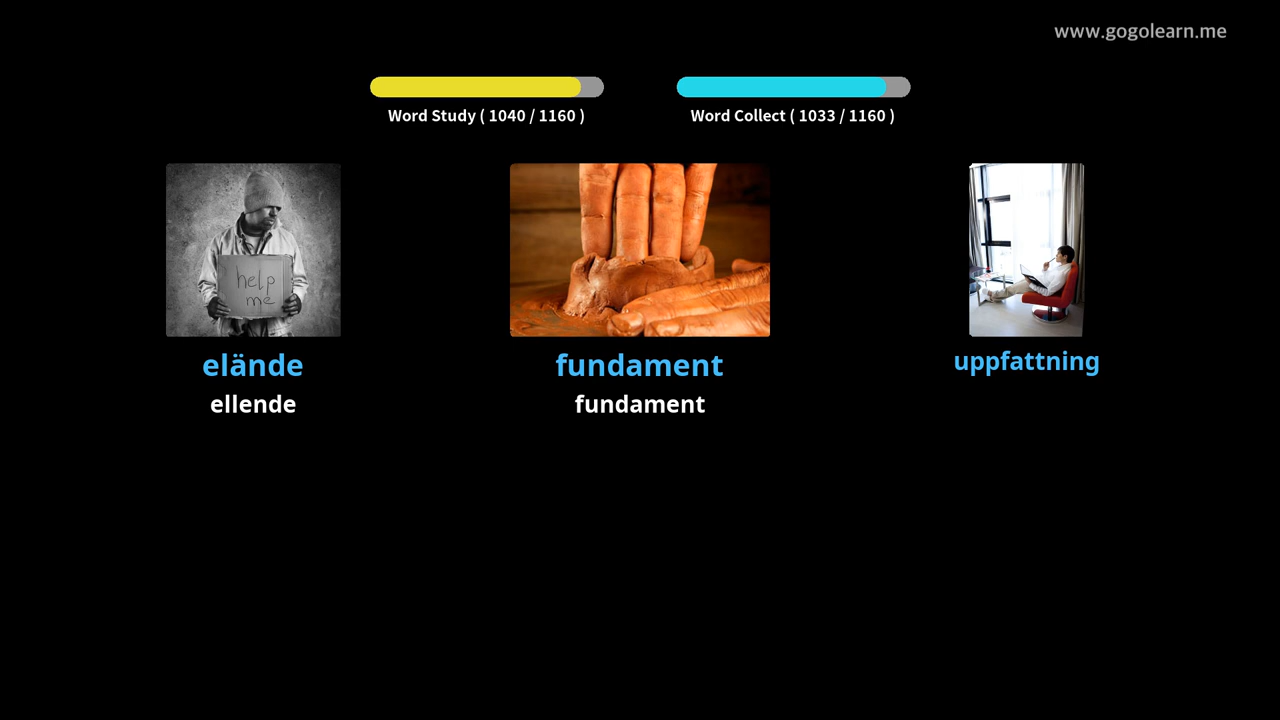 www.gogolearn.me
Word Study ( 1040 / 1160 )
Word Collect ( 1033 / 1160 )
help
me
elände
fundament
uppfattning
ellende
fundament